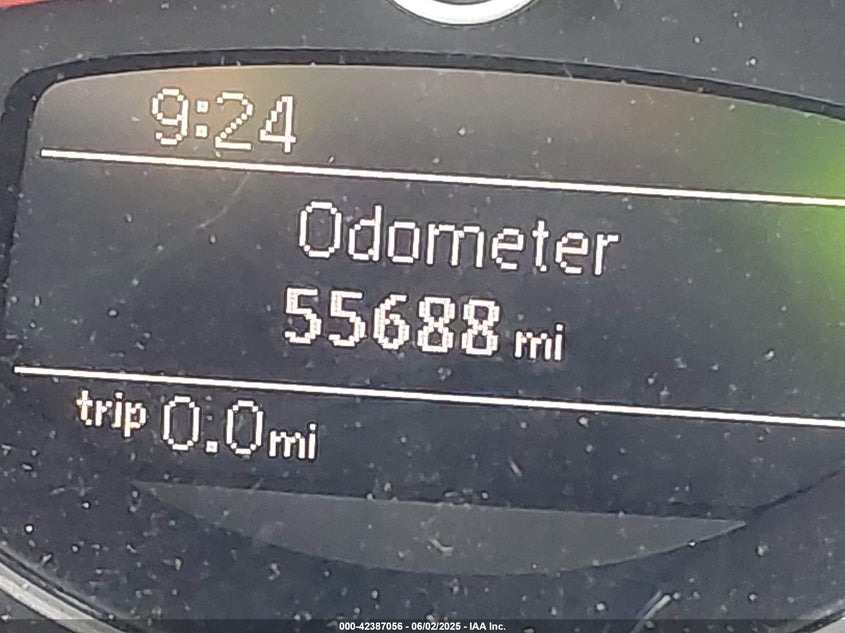 9:24
Odometer
55688 mi
trip 0.0mi
000-42387056 - 06/02/2025 - IAA Inc.